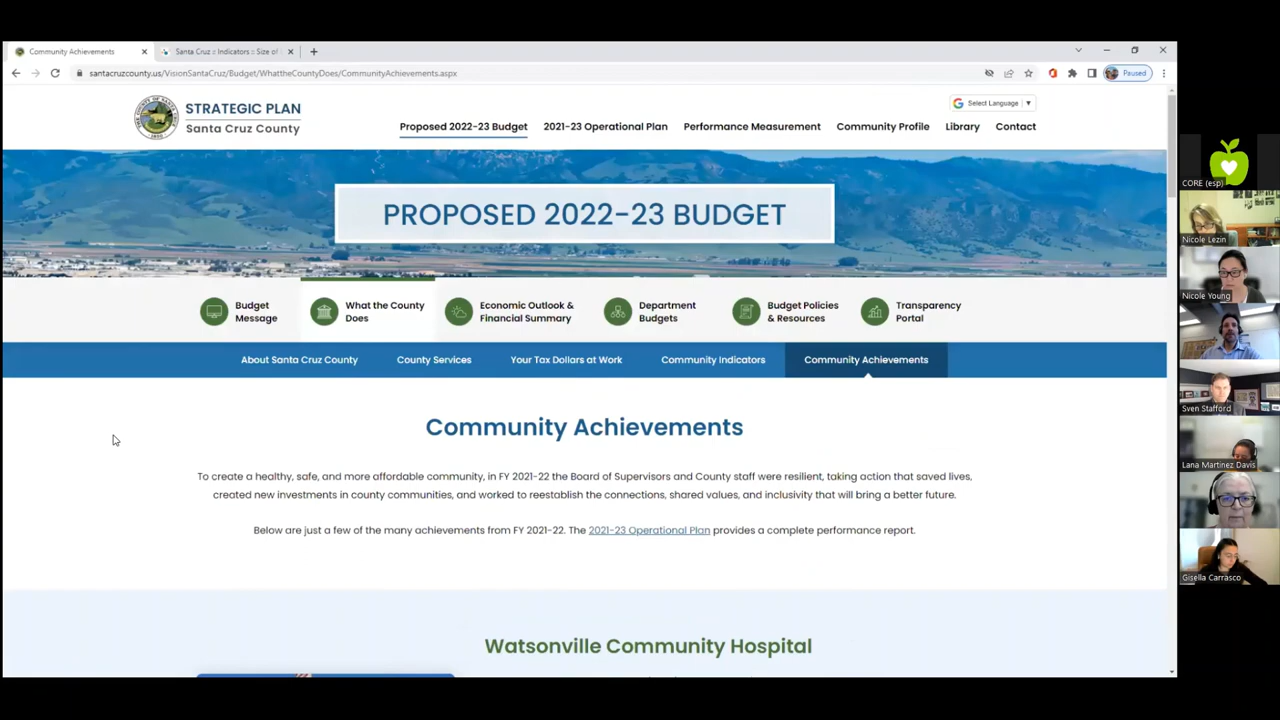 Community Achievements
Santa Cruz :: Indicators :: Size of
santacruzcounty.us/VisionSantaCruz/Budget/WhattheCountyDoes/CommunityAchievements.aspx
Paused
STRATEGIC PLAN
Santa Cruz County
Select Language
Proposed 2022-23 Budget
2021-23 Operational Plan
Performance Measurement
Community Profile
Library
Contact
PROPOSED 2022-23 BUDGET
Budget
Message
What the County
Does
Economic Outlook &
Financial Summary
Department
Budgets
Budget Policies
& Resources
Transparency
Portal
About Santa Cruz County
County Services
Your Tax Dollars at Work
Community Indicators
Community Achievements
Community Achievements
To create a healthy, safe, and more affordable community, in FY 2021-22 the Board of Supervisors and County staff were resilient, taking action that saved lives,
created new investments in county communities, and worked to reestablish the connections, shared values, and inclusivity that will bring a better future.
Below are just a few of the many achievements from FY 2021-22. The 2021-23 Operational Plan provides a complete performance report.
Watsonville Community Hospital
CORE (esp)
Nicole Lezin
Nicole Young
Sven Stafford
Lana Martinez Davis
Gisella Carrasco